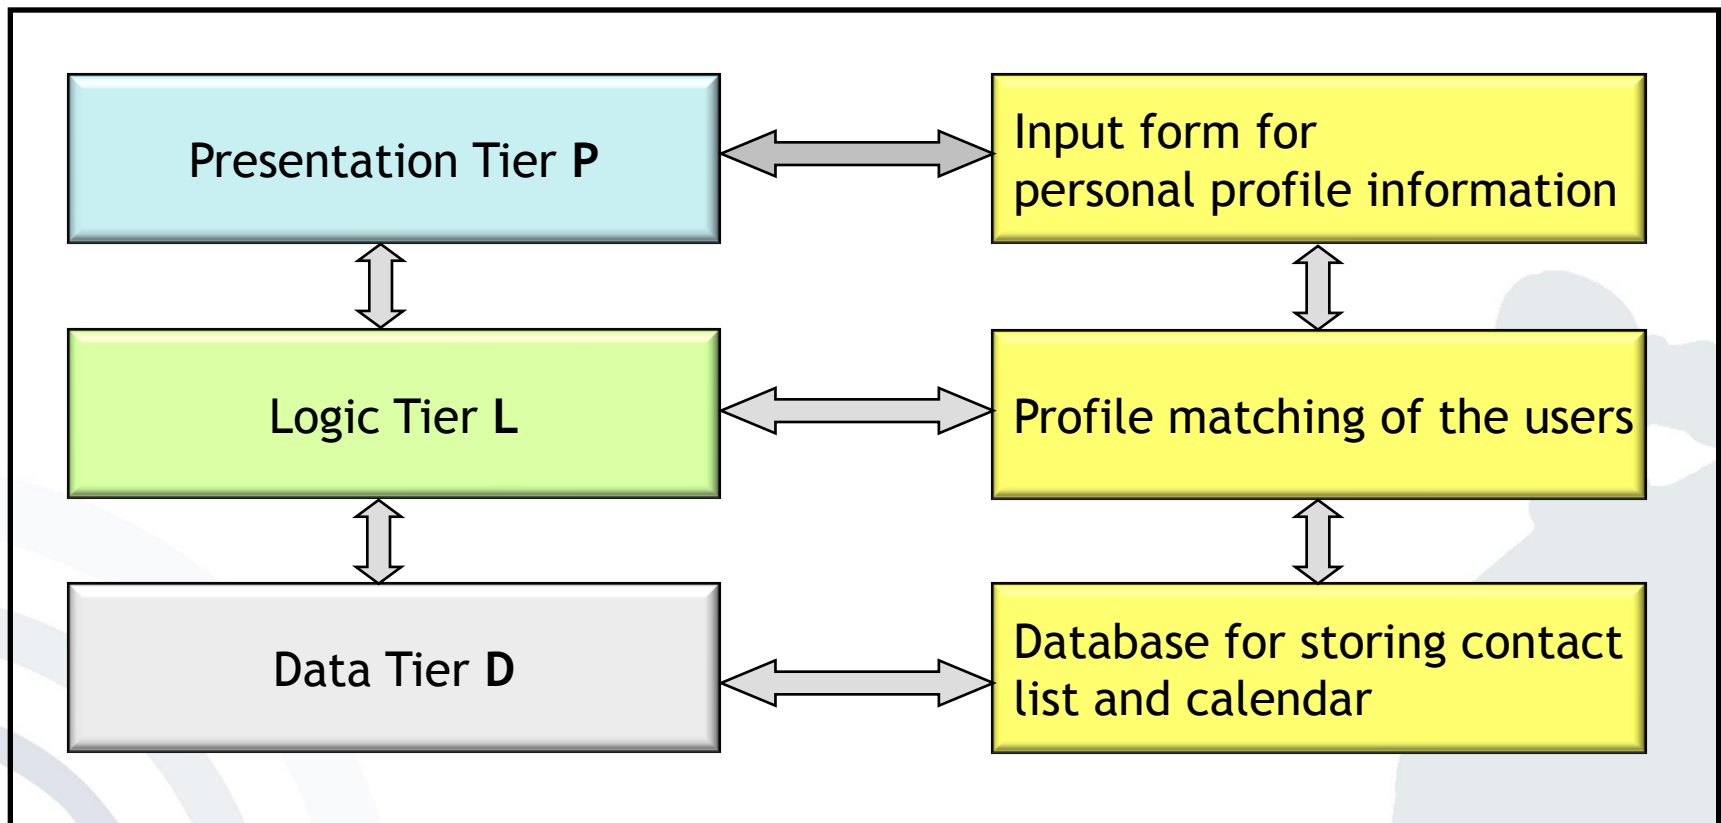 Presentation Tier P
Input form for
personal profile information
Logic Tier L
Profile matching of the users
Data Tier D
Database for storing contact
list and calendar